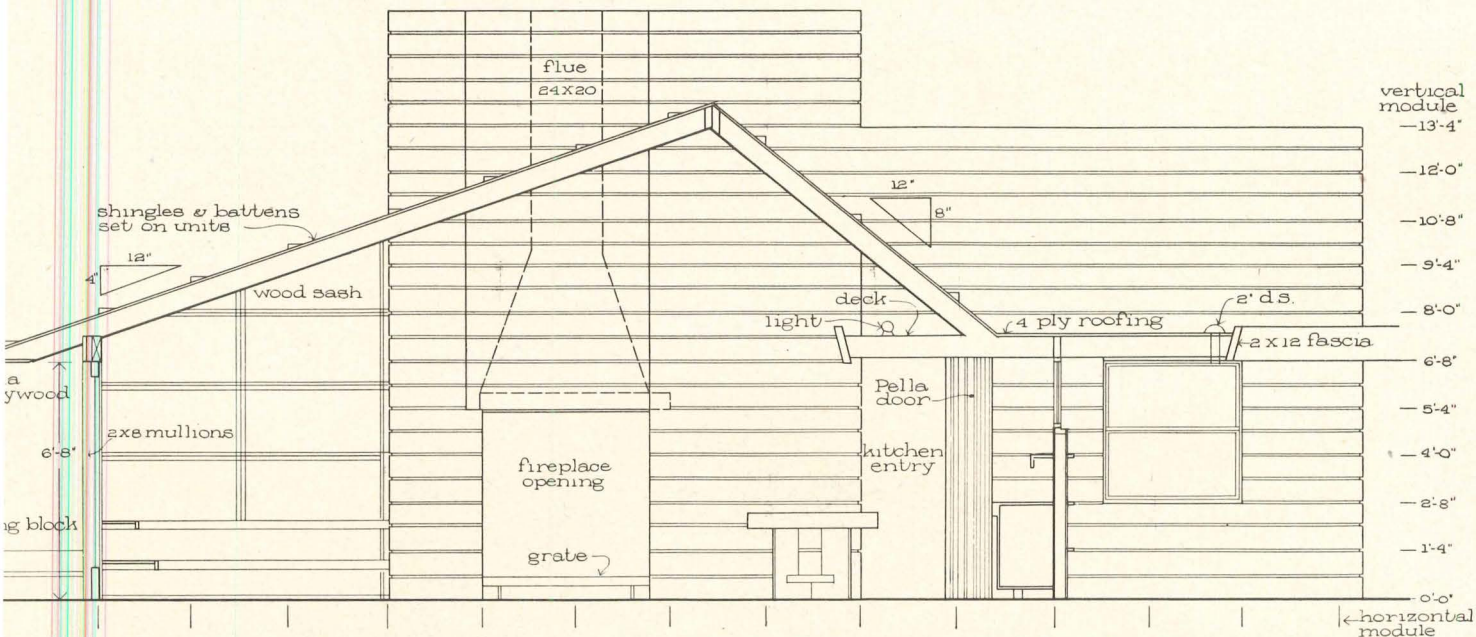 flue
24X20
vertical
module
13'-4"
12'-0"
12"
8"
shingles & battens
set on units
10'-8"
12"
4"
9'-4"
wood sash
deck
2' d.s.
8'-0"
light
4 ply roofing
2 X 12 fascia
6'-8"
a
ywood
Pella
door
5'-4"
2x8 mullions
6'-8"
kitchen
entry
4'-0"
fireplace
opening
2'-8"
ng block
grate
1'-4"
0'-0"
horizontal
module